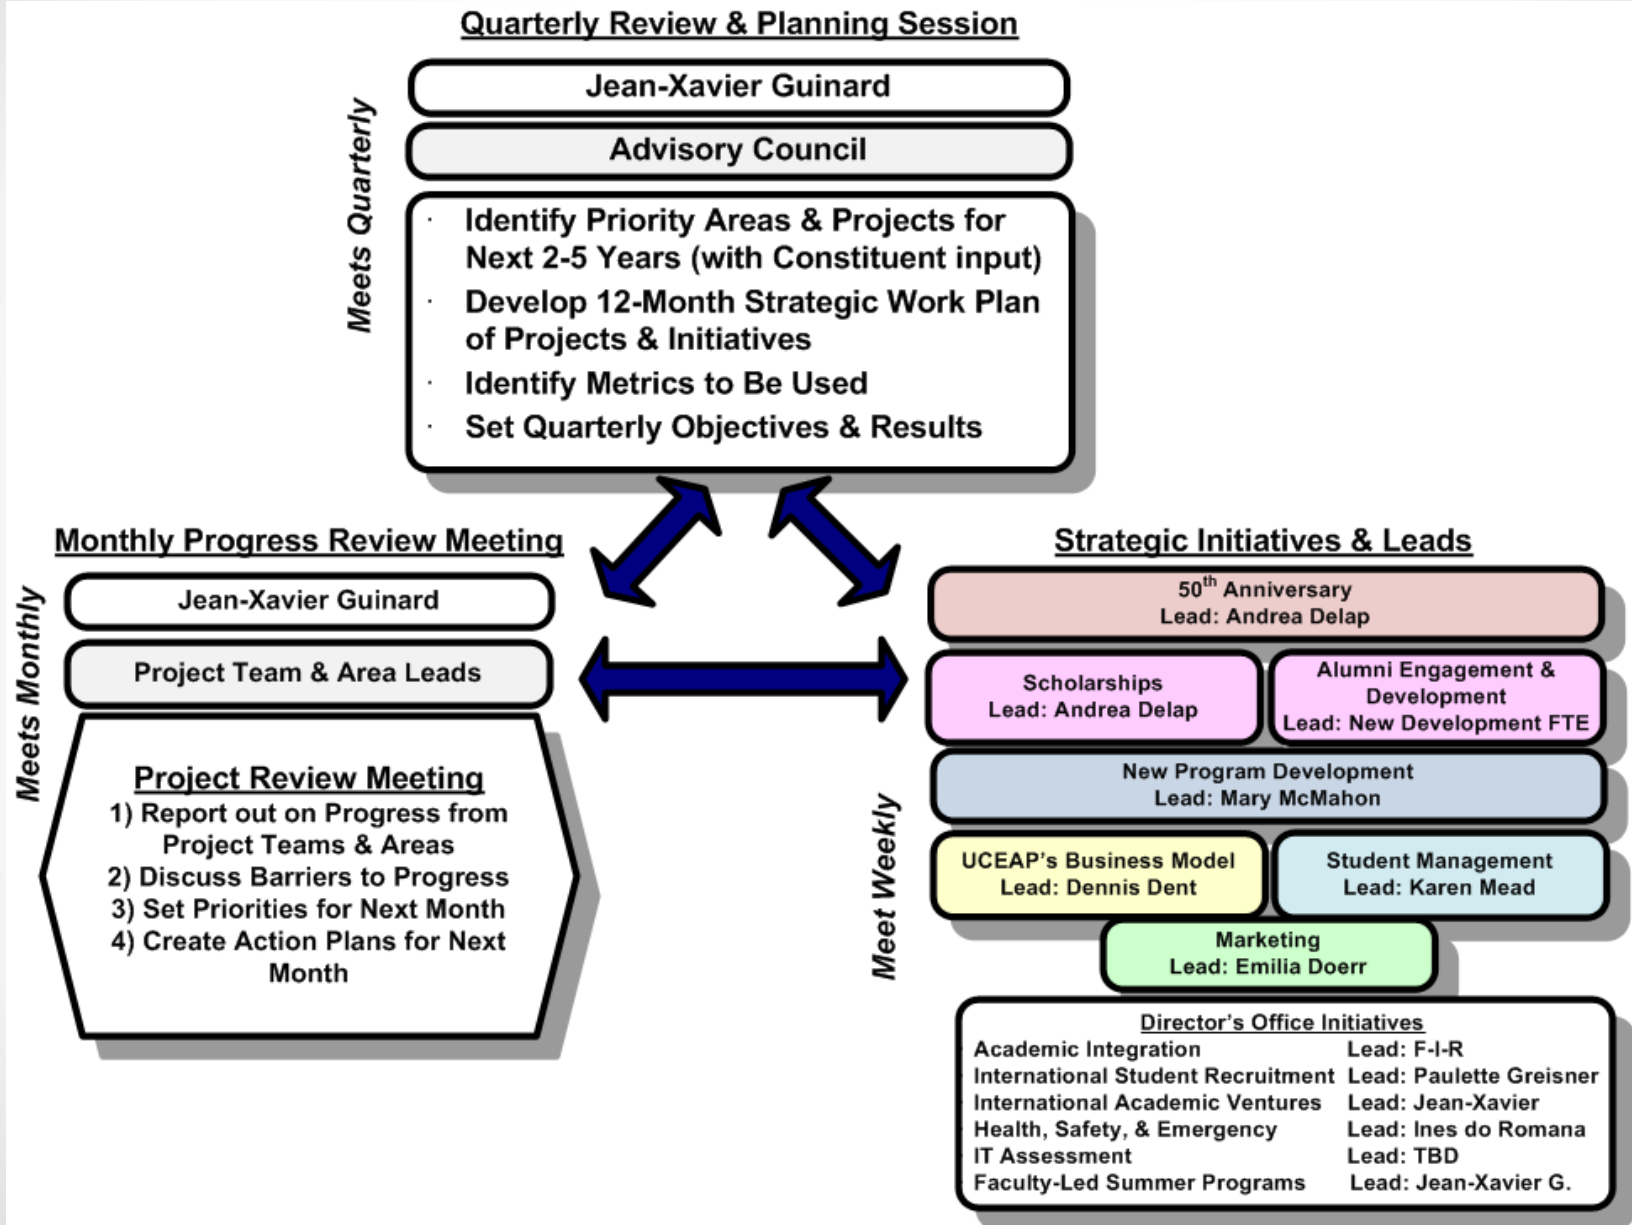 Quarterly Review & Planning Session
Meets Quarterly
Jean-Xavier Guinard
Advisory Council
· Identify Priority Areas & Projects for
Next 2-5 Years (with Constituent input)
· Develop 12-Month Strategic Work Plan
of Projects & Initiatives
· Identify Metrics to Be Used
· Set Quarterly Objectives & Results
Monthly Progress Review Meeting
Meets Monthly
Jean-Xavier Guinard
Project Team & Area Leads
Project Review Meeting
1) Report out on Progress from
Project Teams & Areas
2) Discuss Barriers to Progress
3) Set Priorities for Next Month
4) Create Action Plans for Next
Month
Strategic Initiatives & Leads
Meet Weekly
50th Anniversary
Lead: Andrea Delap
Scholarships
Lead: Andrea Delap
Alumni Engagement &
Development
Lead: New Development FTE
New Program Development
Lead: Mary McMahon
UCEAP's Business Model
Lead: Dennis Dent
Student Management
Lead: Karen Mead
Marketing
Lead: Emilia Doerr
Director's Office Initiatives
Academic Integration Lead: F-I-R
International Student Recruitment Lead: Paulette Greisner
International Academic Ventures Lead: Jean-Xavier
Health, Safety, & Emergency Lead: Ines do Romana
IT Assessment Lead: TBD
Faculty-Led Summer Programs Lead: Jean-Xavier G.